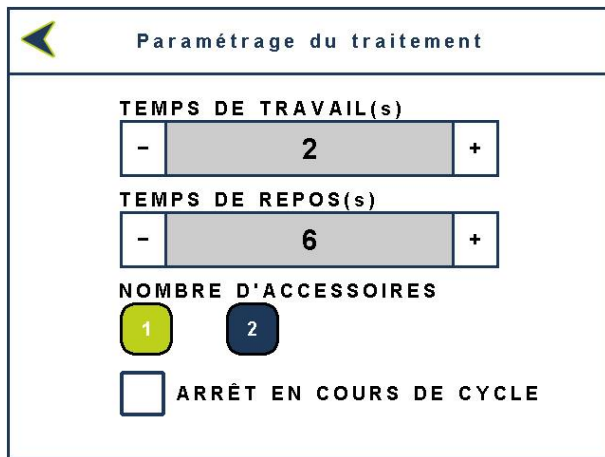 Paramétrage du traitement
TEMPS DE TRAVAIL(s)
- 2 +
TEMPS DE REPOS(s)
- 6 +
NOMBRE D'ACCESSOIRES
1 2
ARRÊT EN COURS DE CYCLE